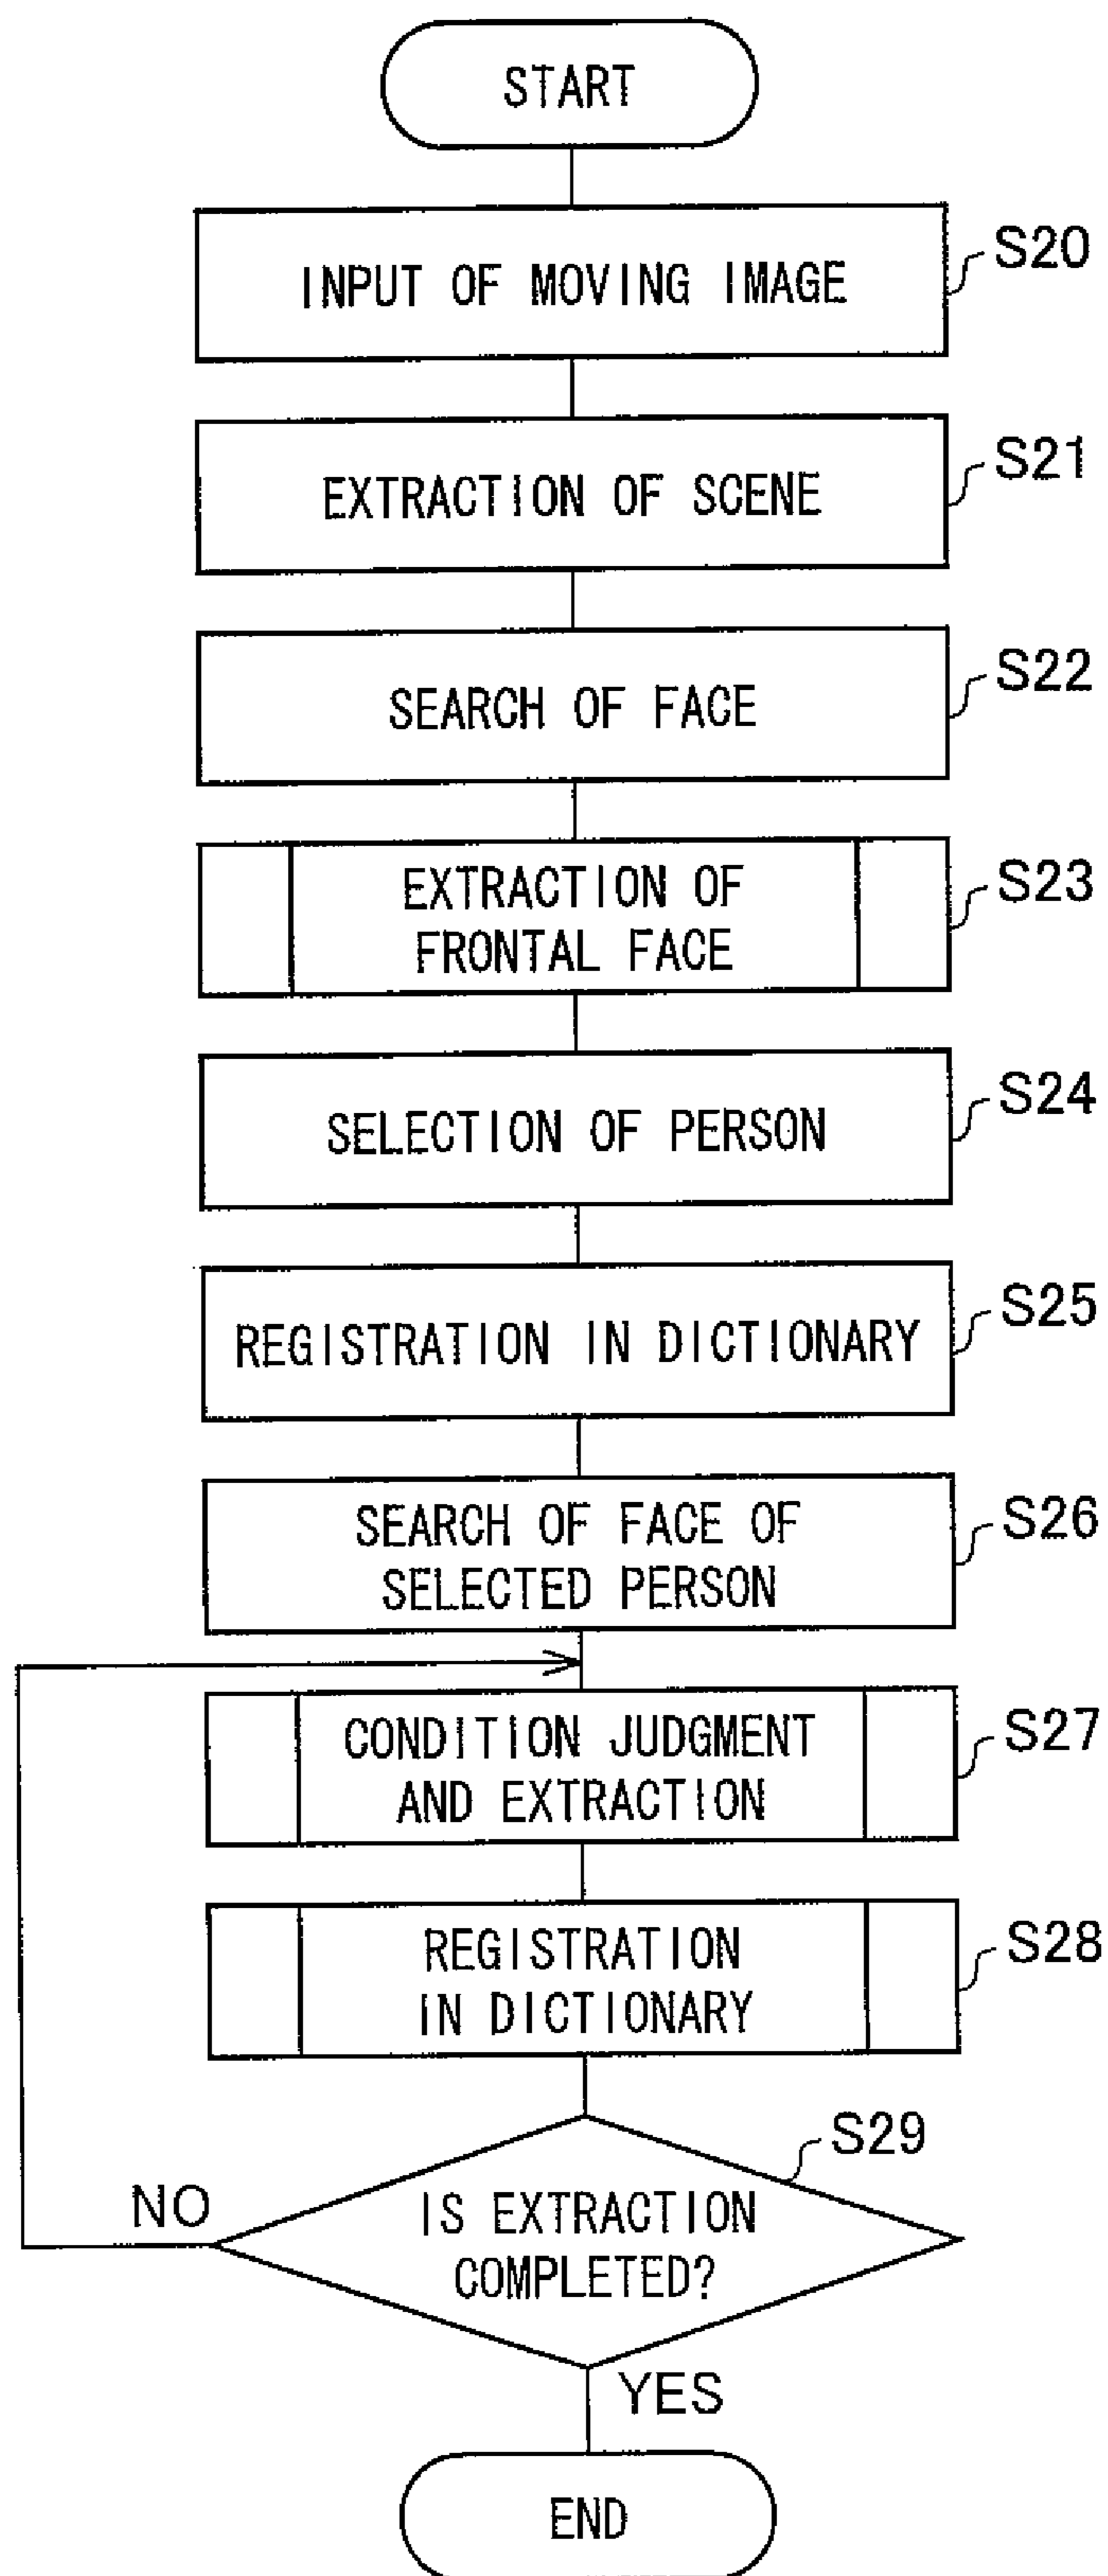 START
INPUT OF MOVING IMAGE
S20
EXTRACTION OF SCENE
S21
SEARCH OF FACE
S22
EXTRACTION OF
FRONTAL FACE
S23
SELECTION OF PERSON
S24
REGISTRATION IN DICTIONARY
S25
SEARCH OF FACE OF
SELECTED PERSON
S26
CONDITION JUDGMENT
AND EXTRACTION
S27
REGISTRATION
IN DICTIONARY
S28
S29
NO
IS EXTRACTION
COMPLETED?
YES
END